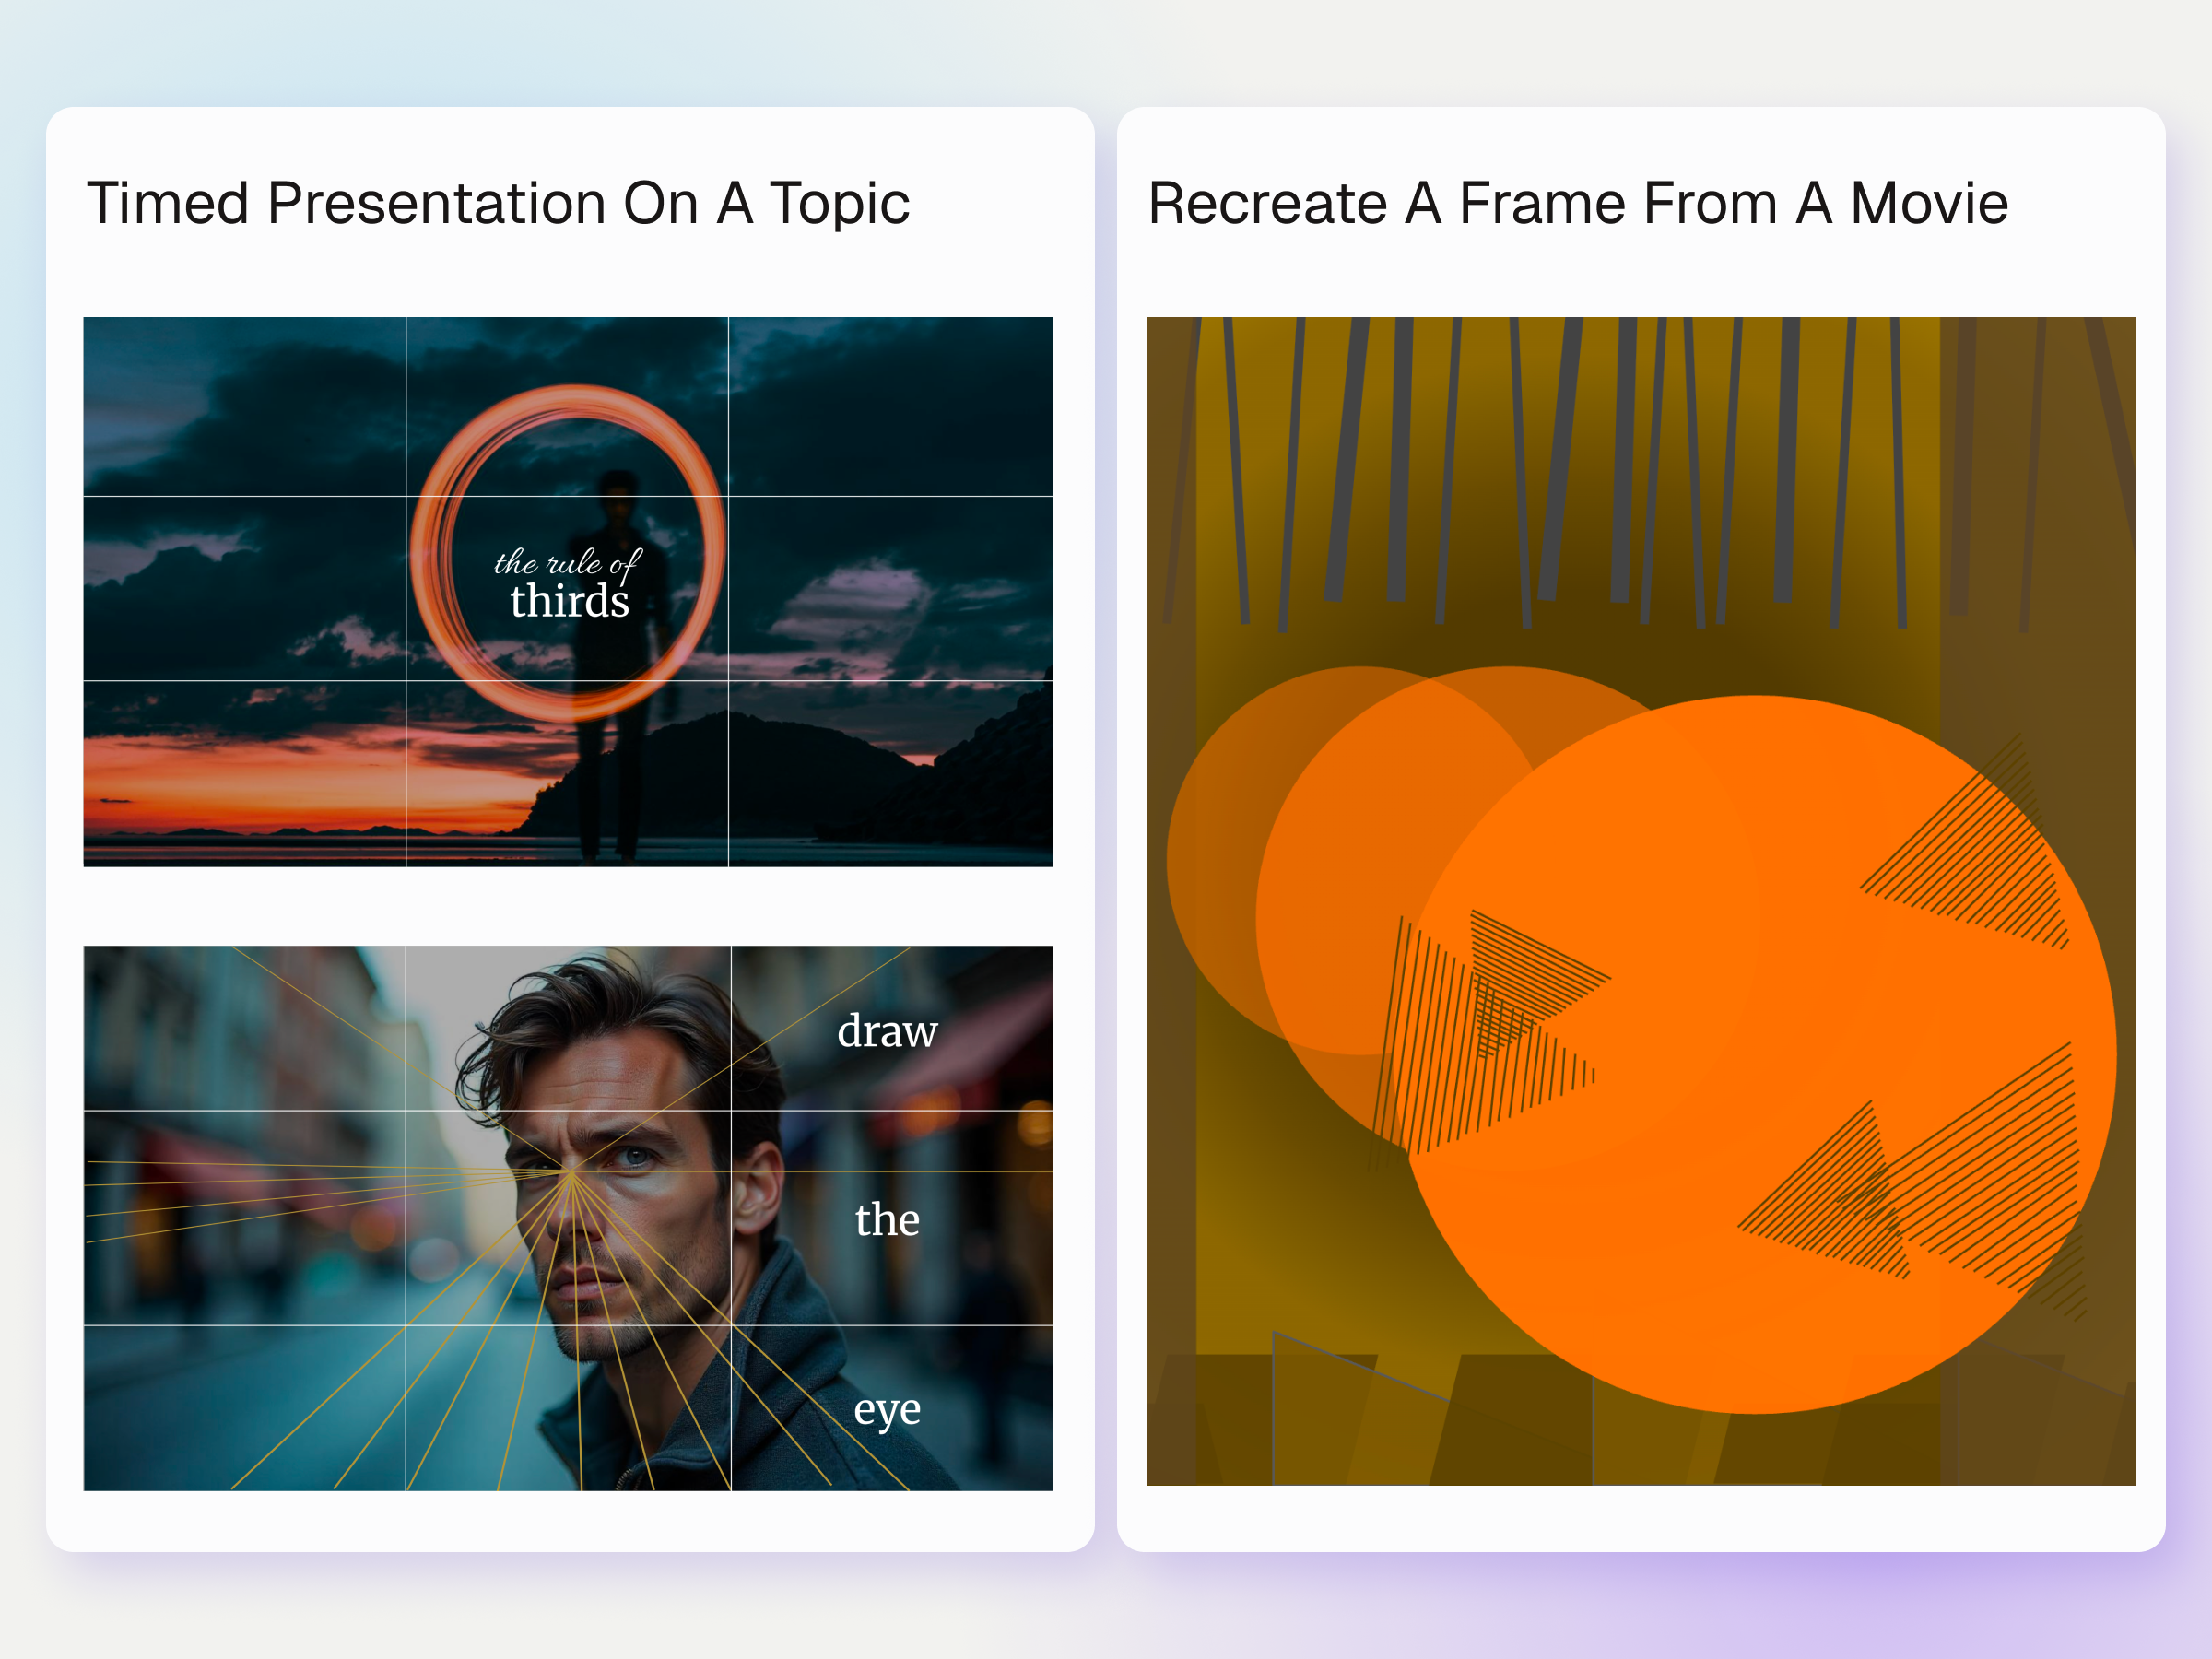 Timed Presentation On A Topic
the rule of
thirds
draw
the
eye
Recreate A Frame From A Movie